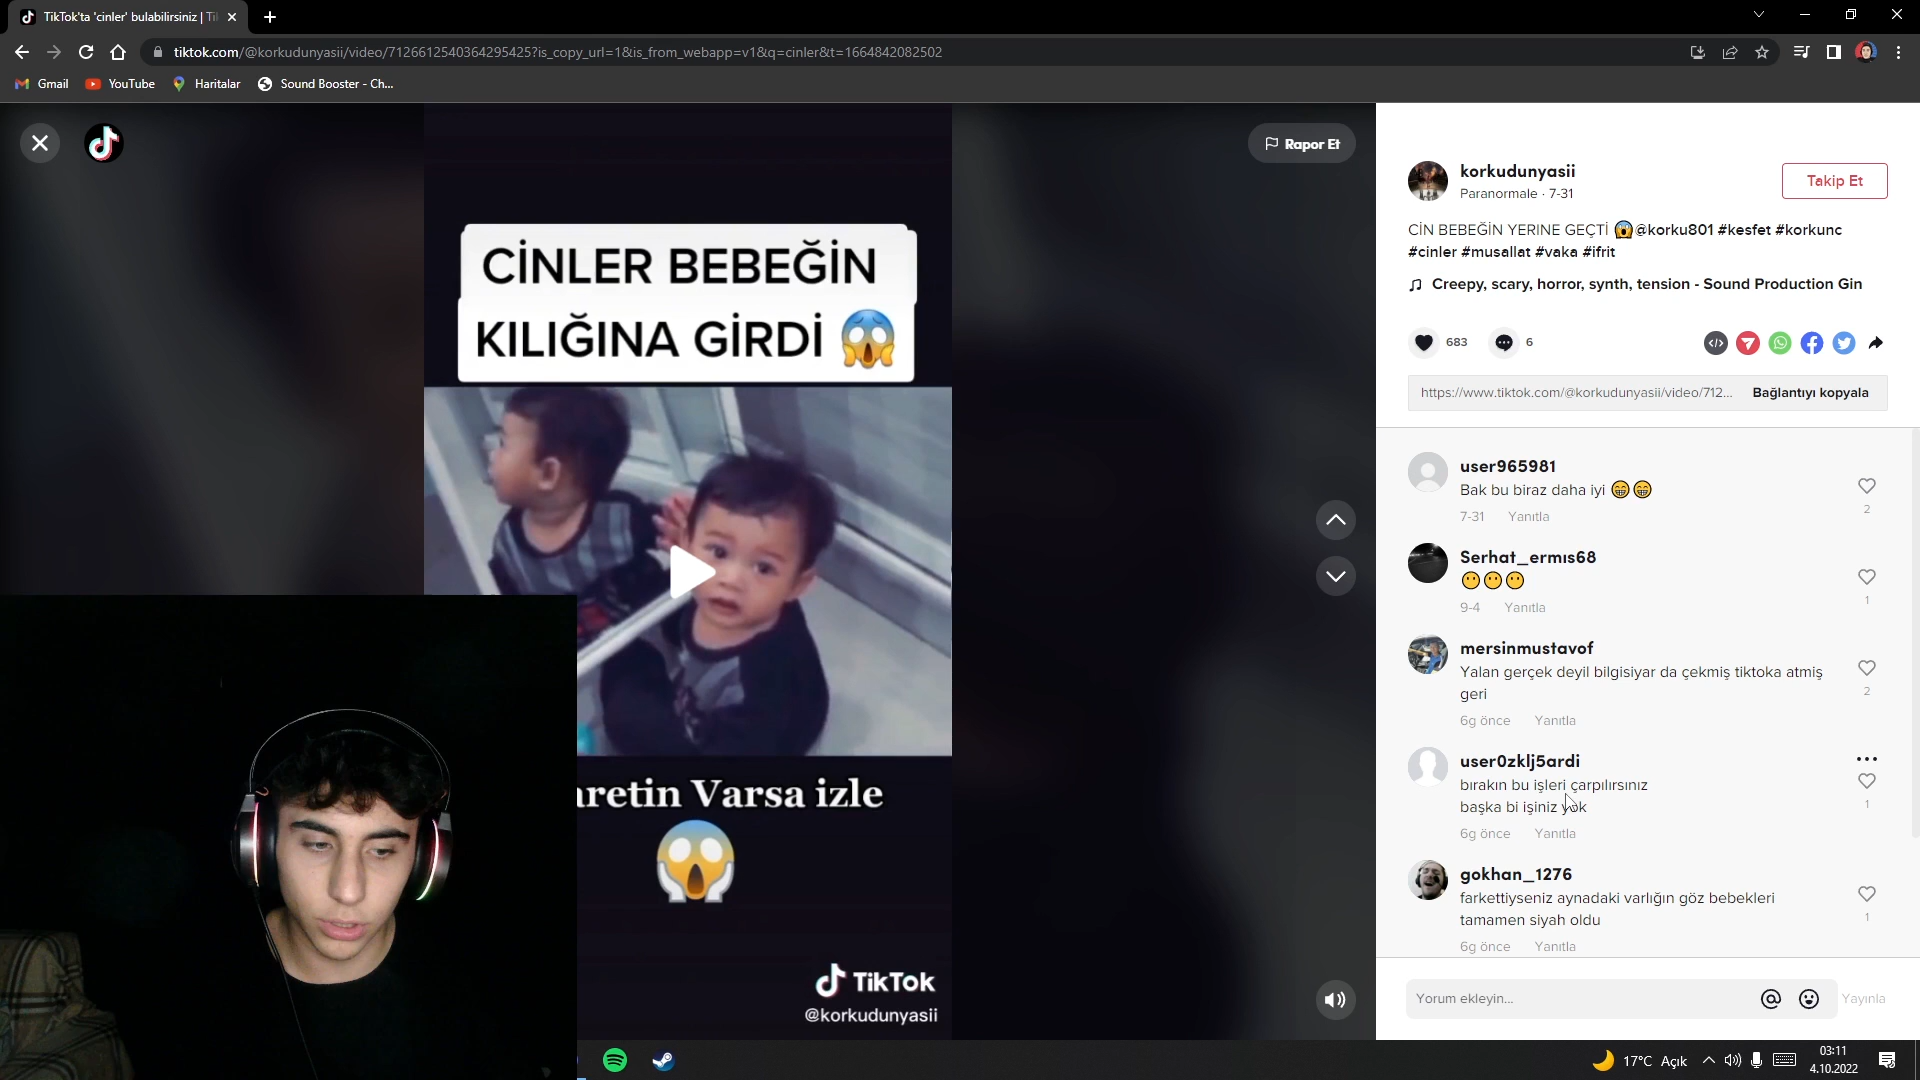 TikTok'ta 'cinler' bulabilirsiniz | Ti
tiktok.com/@korkudunyasii/video/7126612540364295425?is_copy_url=1&is_from_webapp=v1&q=cinler&t=1664842082502
Gmail
YouTube
Haritalar
Sound Booster - Ch...
Rapor Et
CİNLER BEBEĞİN
KILIĞINA GİRDİ 😱
aretin Varsa izle
😱
TikTok
@korkudunyasii
korkudunyasii
Paranormale · 7-31
Takip Et
CİN BEBEĞİN YERINE GEÇTİ 😱@korku801 #kesfet #korkunc
#cinler #musallat #vaka #ifrit
Creepy, scary, horror, synth, tension - Sound Production Gin
683
6
https://www.tiktok.com/@korkudunyasii/video/712...
Bağlantıyı kopyala
user965981
Bak bu biraz daha iyi 😁😁
2
7-31 Yanıtla
Serhat_ermıs68
😶😶😶
1
9-4 Yanıtla
mersinmustavof
Yalan gerçek deyil bilgisiyar da çekmiş tiktoka atmiş
geri
2
6g önce Yanıtla
user0zklj5ardi
bırakın bu işleri çarpılırsınız
başka bi işiniz yok
1
6g önce Yanıtla
gokhan_1276
farkettiyseniz aynadaki varlığın göz bebekleri
tamamen siyah oldu
1
6g önce Yanıtla
Yorum ekleyin...
Yayınla
17°C Açık
03:11
4.10.2022